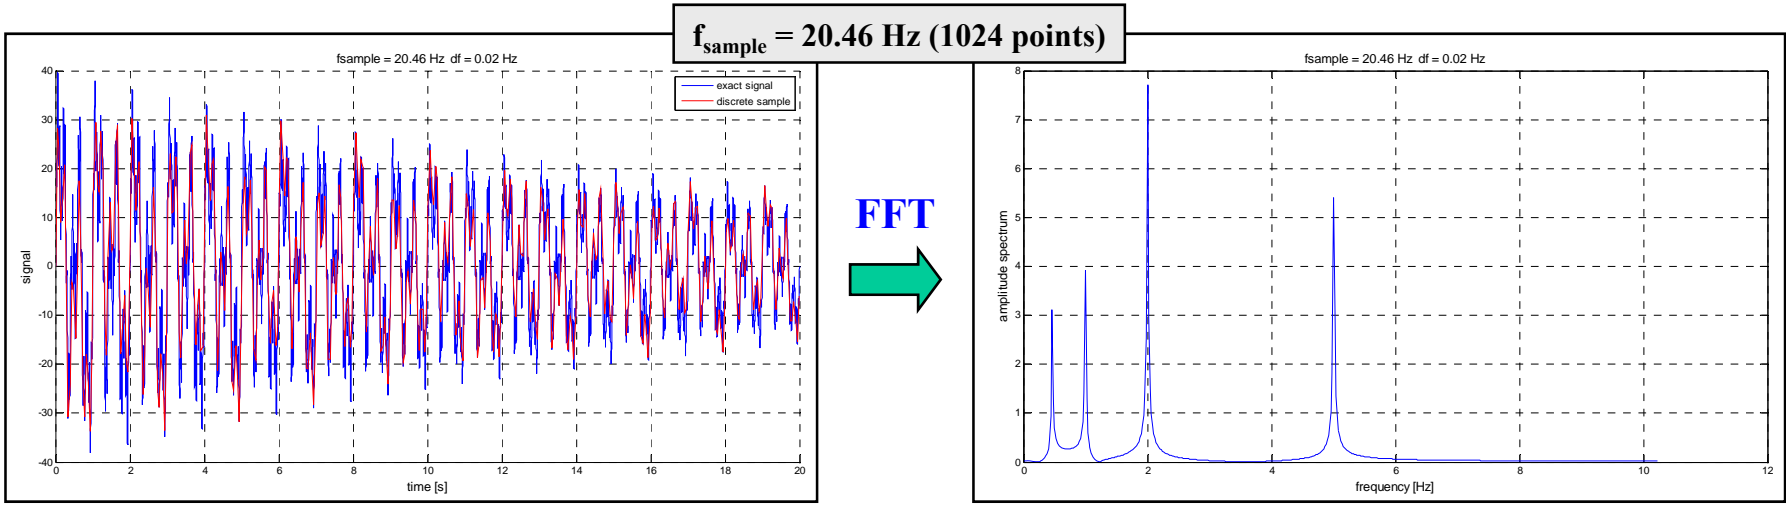 f_sample = 20.46 Hz (1024 points)
fsample = 20.46 Hz df = 0.02 Hz
exact signal
discrete sample
40
30
20
10
0
-10
-20
-30
-40
signal
0 2 4 6 8 10 12 14 16 18 20
time [s]
FFT
fsample = 20.46 Hz df = 0.02 Hz
8
7
6
5
4
3
2
1
0
amplitude spectrum
0 2 4 6 8 10 12
frequency [Hz]